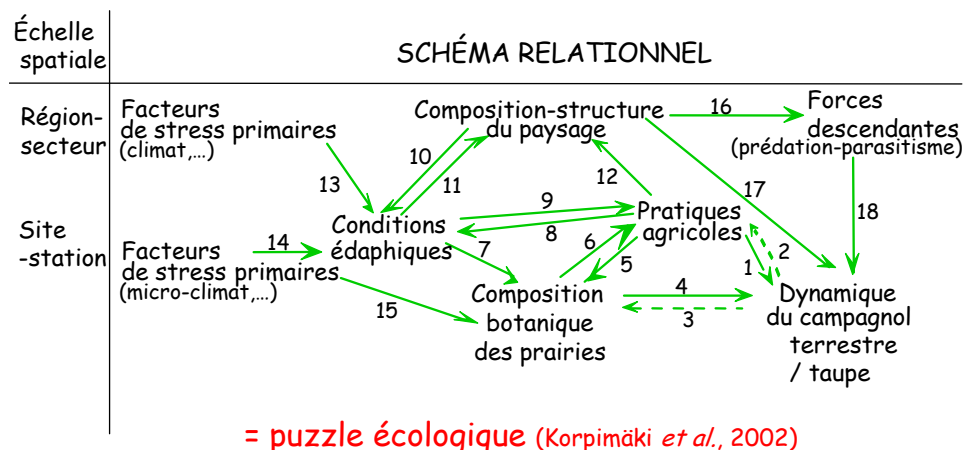 Échelle
spatiale
SCHÉMA RELATIONNEL
Région-
secteur
Facteurs
de stress primaires
(climat,...)
Composition-structure
du paysage
16
Forces
descendantes
(prédation-parasitisme)
10
11
12
13
17
18
Site
-station
Conditions
édaphiques
9
8
Pratiques
agricoles
14
Facteurs
de stress primaires
(micro-climat,...)
7
6
5
1
2
15
Composition
botanique
des prairies
4
3
Dynamique
du campagnol
terrestre
/ taupe
= puzzle écologique (Korpimäki et al., 2002)